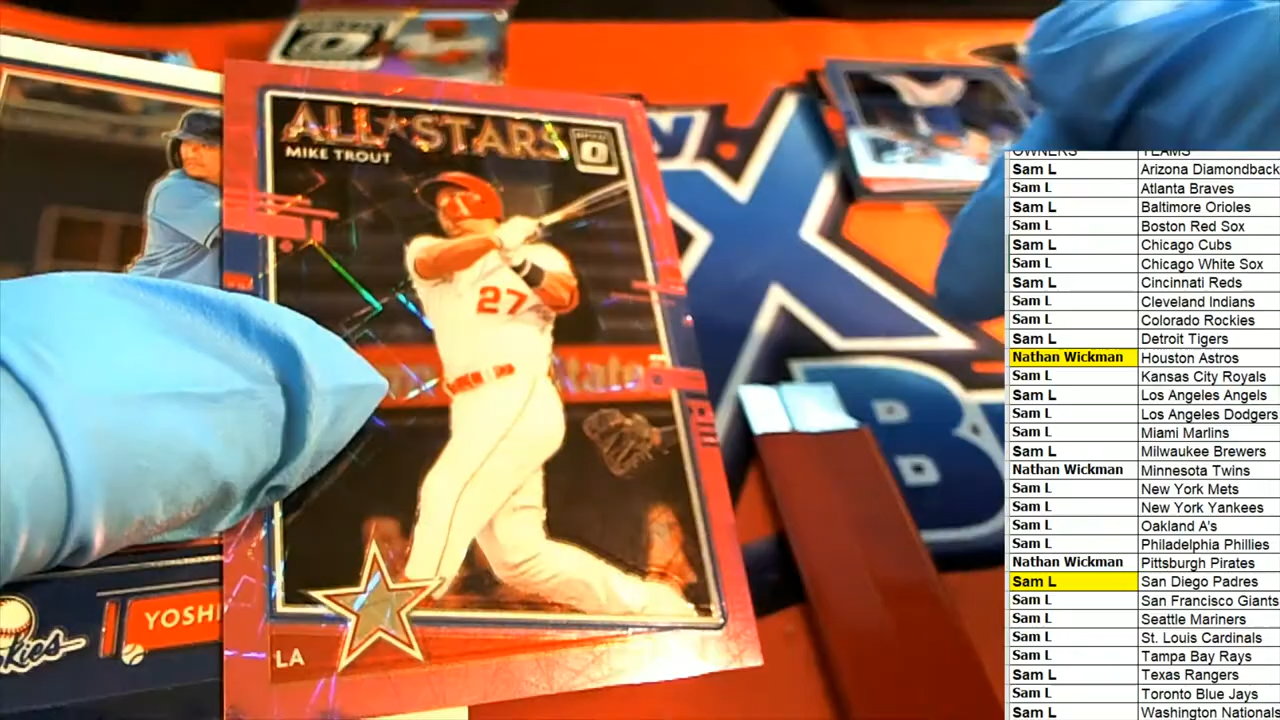 ALL★STARS
MIKE TROUT
OPTIC
27
State
LA
YOSHI
kies
OWNERS TEAMS
Sam L Arizona Diamondback
Sam L Atlanta Braves
Sam L Baltimore Orioles
Sam L Boston Red Sox
Sam L Chicago Cubs
Sam L Chicago White Sox
Sam L Cincinnati Reds
Sam L Cleveland Indians
Sam L Colorado Rockies
Sam L Detroit Tigers
Nathan Wickman Houston Astros
Sam L Kansas City Royals
Sam L Los Angeles Angels
Sam L Los Angeles Dodgers
Sam L Miami Marlins
Sam L Milwaukee Brewers
Nathan Wickman Minnesota Twins
Sam L New York Mets
Sam L New York Yankees
Sam L Oakland A's
Sam L Philadelphia Phillies
Nathan Wickman Pittsburgh Pirates
Sam L San Diego Padres
Sam L San Francisco Giants
Sam L Seattle Mariners
Sam L St. Louis Cardinals
Sam L Tampa Bay Rays
Sam L Texas Rangers
Sam L Toronto Blue Jays
Sam L Washington Nationals